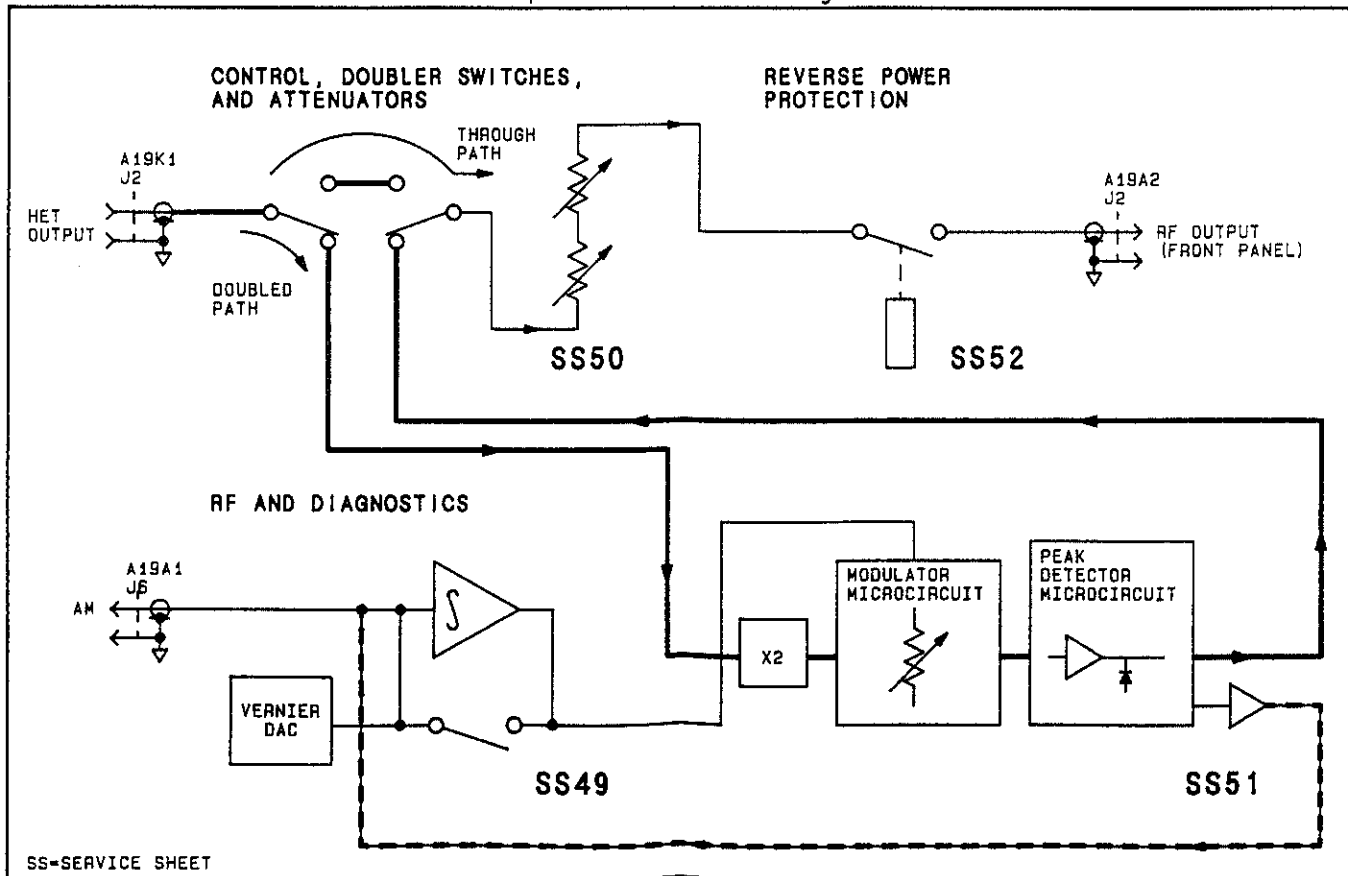 CONTROL, DOUBLER SWITCHES,
AND ATTENUATORS
REVERSE POWER
PROTECTION
THROUGH
PATH
A19K1
J2
HET
OUTPUT
DOUBLED
PATH
A19A2
J2
RF OUTPUT
(FRONT PANEL)
SS50
SS52
RF AND DIAGNOSTICS
A19A1
J6
AM
VERNIER
DAC
X2
MODULATOR
MICROCIRCUIT
PEAK
DETECTOR
MICROCIRCUIT
SS49
SS51
SS=SERVICE SHEET